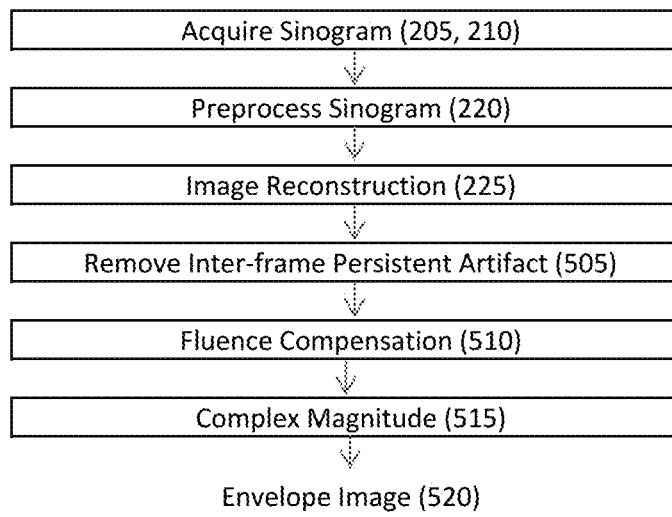 Acquire Sinogram (205, 210)
Preprocess Sinogram (220)
Image Reconstruction (225)
Remove Inter-frame Persistent Artifact (505)
Fluence Compensation (510)
Complex Magnitude (515)
Envelope Image (520)